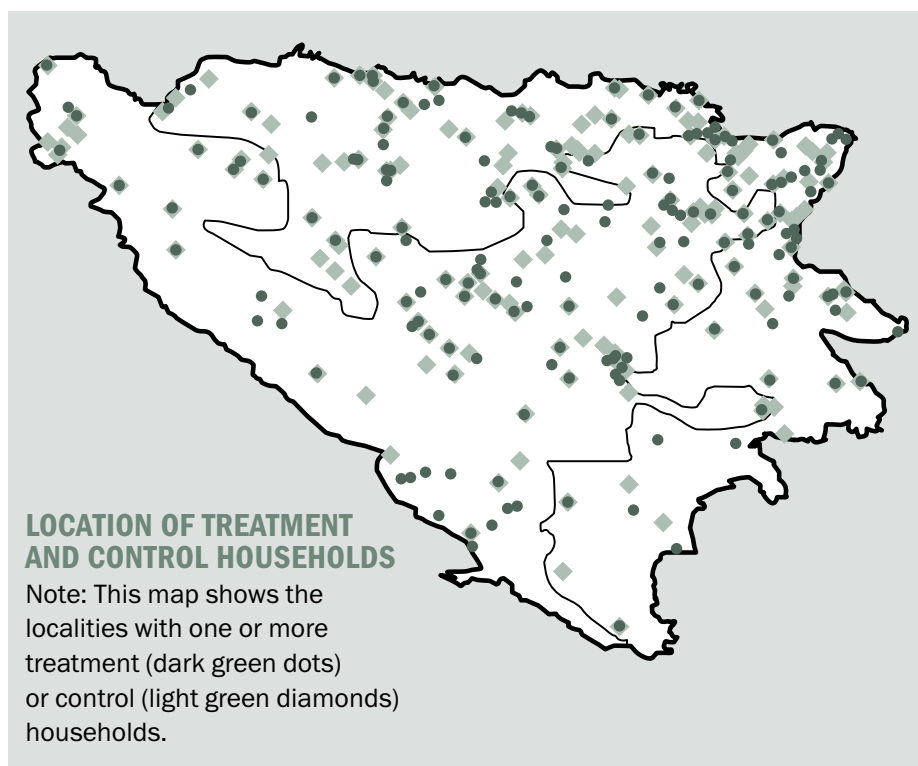 LOCATION OF TREATMENT
AND CONTROL HOUSEHOLDS
Note: This map shows the
localities with one or more
treatment (dark green dots)
or control (light green diamonds)
households.